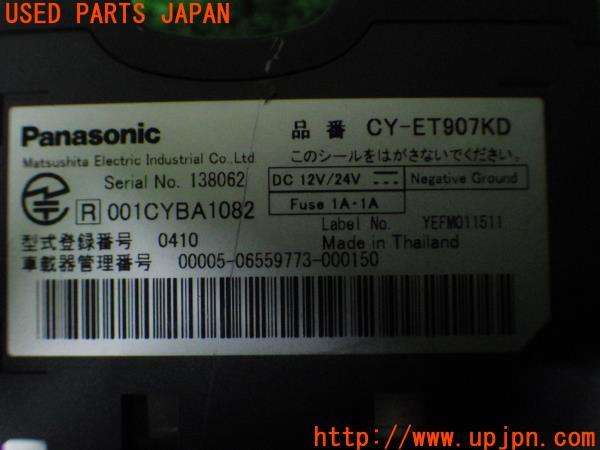 USED PARTS JAPAN
Panasonic
品番 CY-ET907KD
Matsushita Electric Industrial Co.,Ltd.
このシールをはがさないでください。
Serial No. 138062
DC 12V/24V
Negative Ground
Fuse 1A・1A
R 001CYBA1082
Label No. YEFM011511
型式登録番号 0410
Made in Thailand
車載器管理番号 00005-06559773-000150
http://www.upjpn.com/